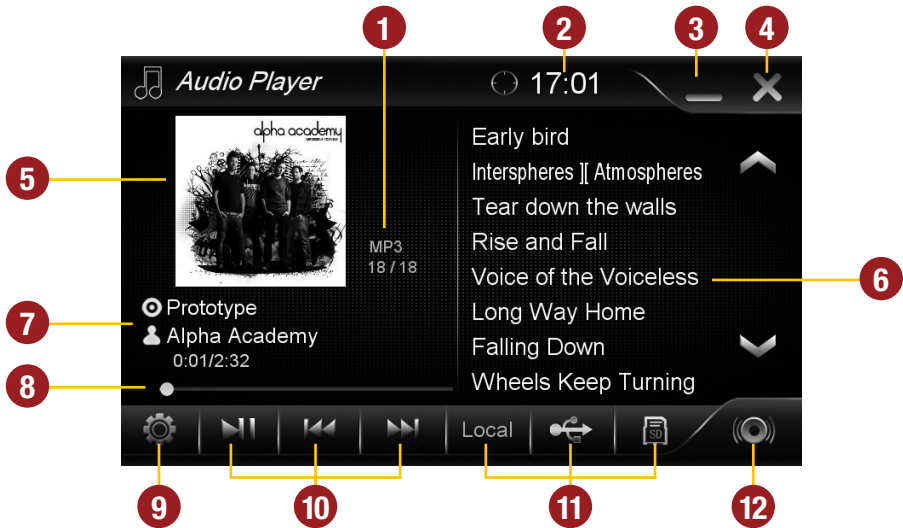 1
2
3
4
Audio Player
17:01
alpha academy
5
MP3
18 / 18
Early bird
Interspheres ][ Atmospheres
Tear down the walls
Rise and Fall
Voice of the Voiceless
Long Way Home
Falling Down
Wheels Keep Turning
6
7
Prototype
Alpha Academy
0:01/2:32
8
Local
SD
9
10
11
12